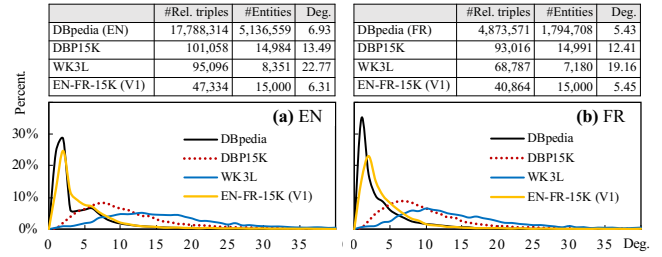 #Rel. triples #Entities Deg.
DBpedia (EN) 17,788,314 5,136,559 6.93
DBP15K 101,058 14,984 13.49
WK3L 95,096 8,351 22.77
EN-FR-15K (V1) 47,334 15,000 6.31
#Rel. triples #Entities Deg.
DBpedia (FR) 4,873,571 1,794,708 5.43
DBP15K 93,016 14,991 12.41
WK3L 68,787 7,180 19.16
EN-FR-15K (V1) 40,864 15,000 5.45
Percent.
30%
20%
10%
0%
(a) EN
DBpedia
DBP15K
WK3L
EN-FR-15K (V1)
0 5 10 15 20 25 30 35
(b) FR
DBpedia
DBP15K
WK3L
EN-FR-15K (V1)
0 5 10 15 20 25 30 35 Deg.